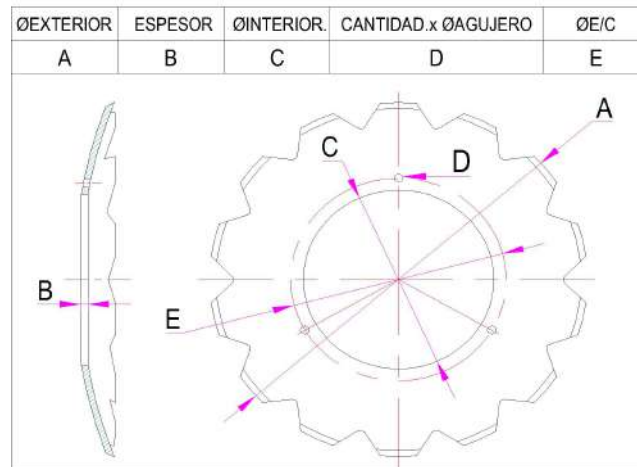 ØEXTERIOR ESPESOR ØINTERIOR. CANTIDAD.x ØAGUJERO ØE/C
A B C D E
A
C
D
B
E